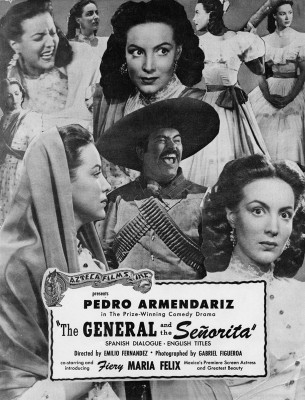 AZTECA FILMS, INC.
presents
PEDRO ARMENDARIZ
in The Prize-Winning Comedy Drama
"The GENERAL and the Señorita"
SPANISH DIALOGUE - ENGLISH TITLES
Directed by EMILIO FERNANDEZ • Photographed by GABRIEL FIGUEROA
co-starring and introducing Fiery MARIA FELIX Mexico's Premiere Screen Actress and Greatest Beauty